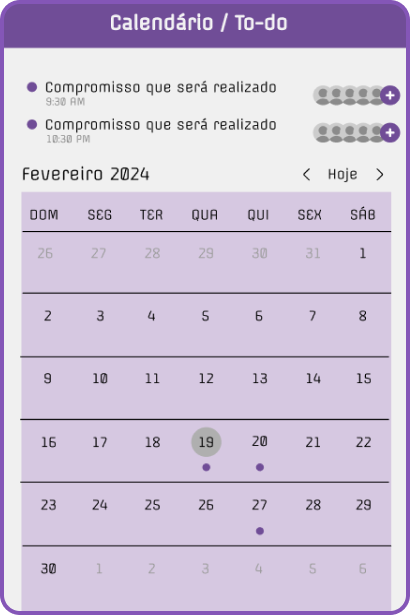 Calendário / To-do
Compromisso que será realizado
9:30 AM
Compromisso que será realizado
10:30 PM
Fevereiro 2024
< Hoje >
DOM SEG TER QUA QUI SEX SÁB
26 27 28 29 30 31 1
2 3 4 5 6 7 8
9 10 11 12 13 14 15
16 17 18 19 20 21 22
23 24 25 26 27 28 29
30 1 2 3 4 5 6